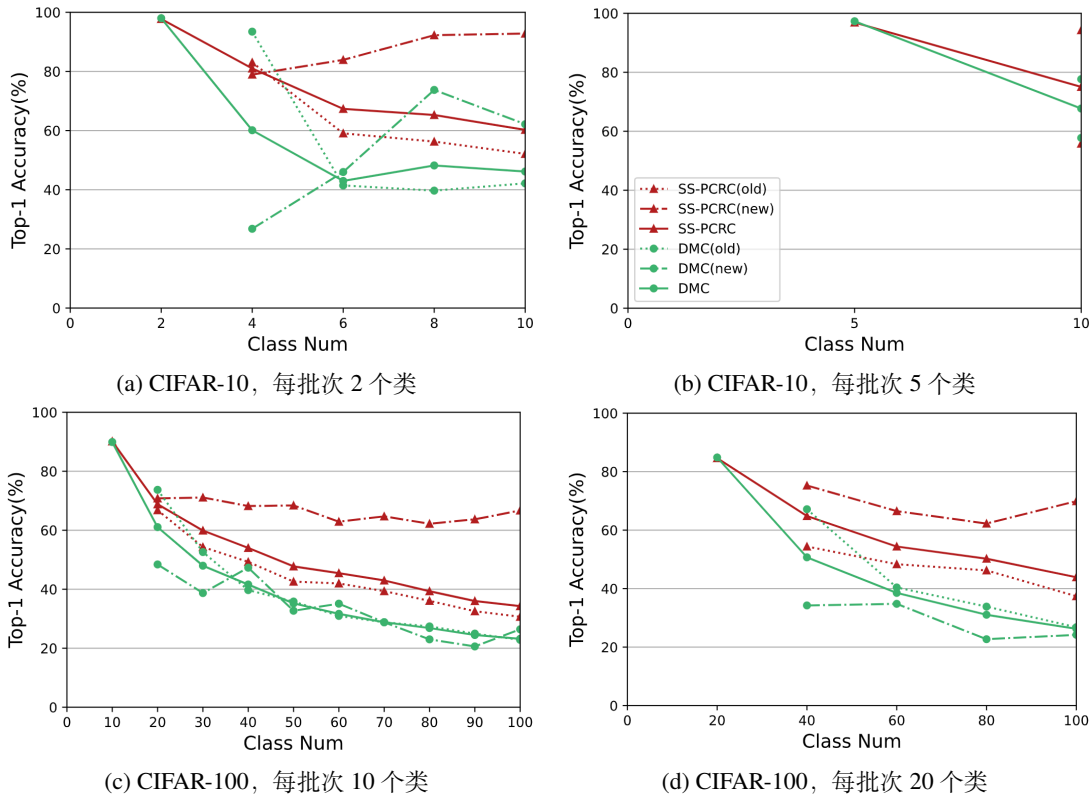 100
80
60
40
20
0
Top-1 Accuracy(%)
0 2 4 6 8 10
Class Num
(a) CIFAR-10，每批次 2 个类
100
80
60
40
20
0
Top-1 Accuracy(%)
SS-PCRC(old)
SS-PCRC(new)
SS-PCRC
DMC(old)
DMC(new)
DMC
0 5 10
Class Num
(b) CIFAR-10，每批次 5 个类
100
80
60
40
20
0
Top-1 Accuracy(%)
0 10 20 30 40 50 60 70 80 90 100
Class Num
(c) CIFAR-100，每批次 10 个类
100
80
60
40
20
0
Top-1 Accuracy(%)
0 20 40 60 80 100
Class Num
(d) CIFAR-100，每批次 20 个类